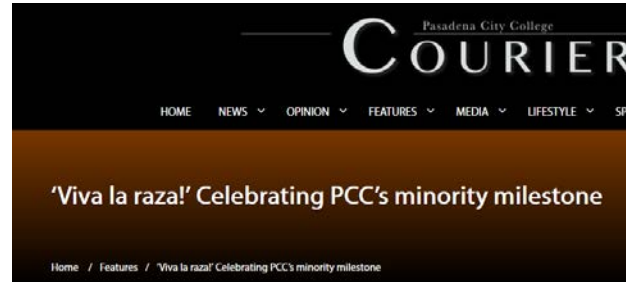 Pasadena City College
COURIER
HOME NEWS OPINION FEATURES MEDIA LIFESTYLE SP
‘Viva la raza!’ Celebrating PCC’s minority milestone
Home / Features / ‘Viva la raza!’ Celebrating PCC’s minority milestone